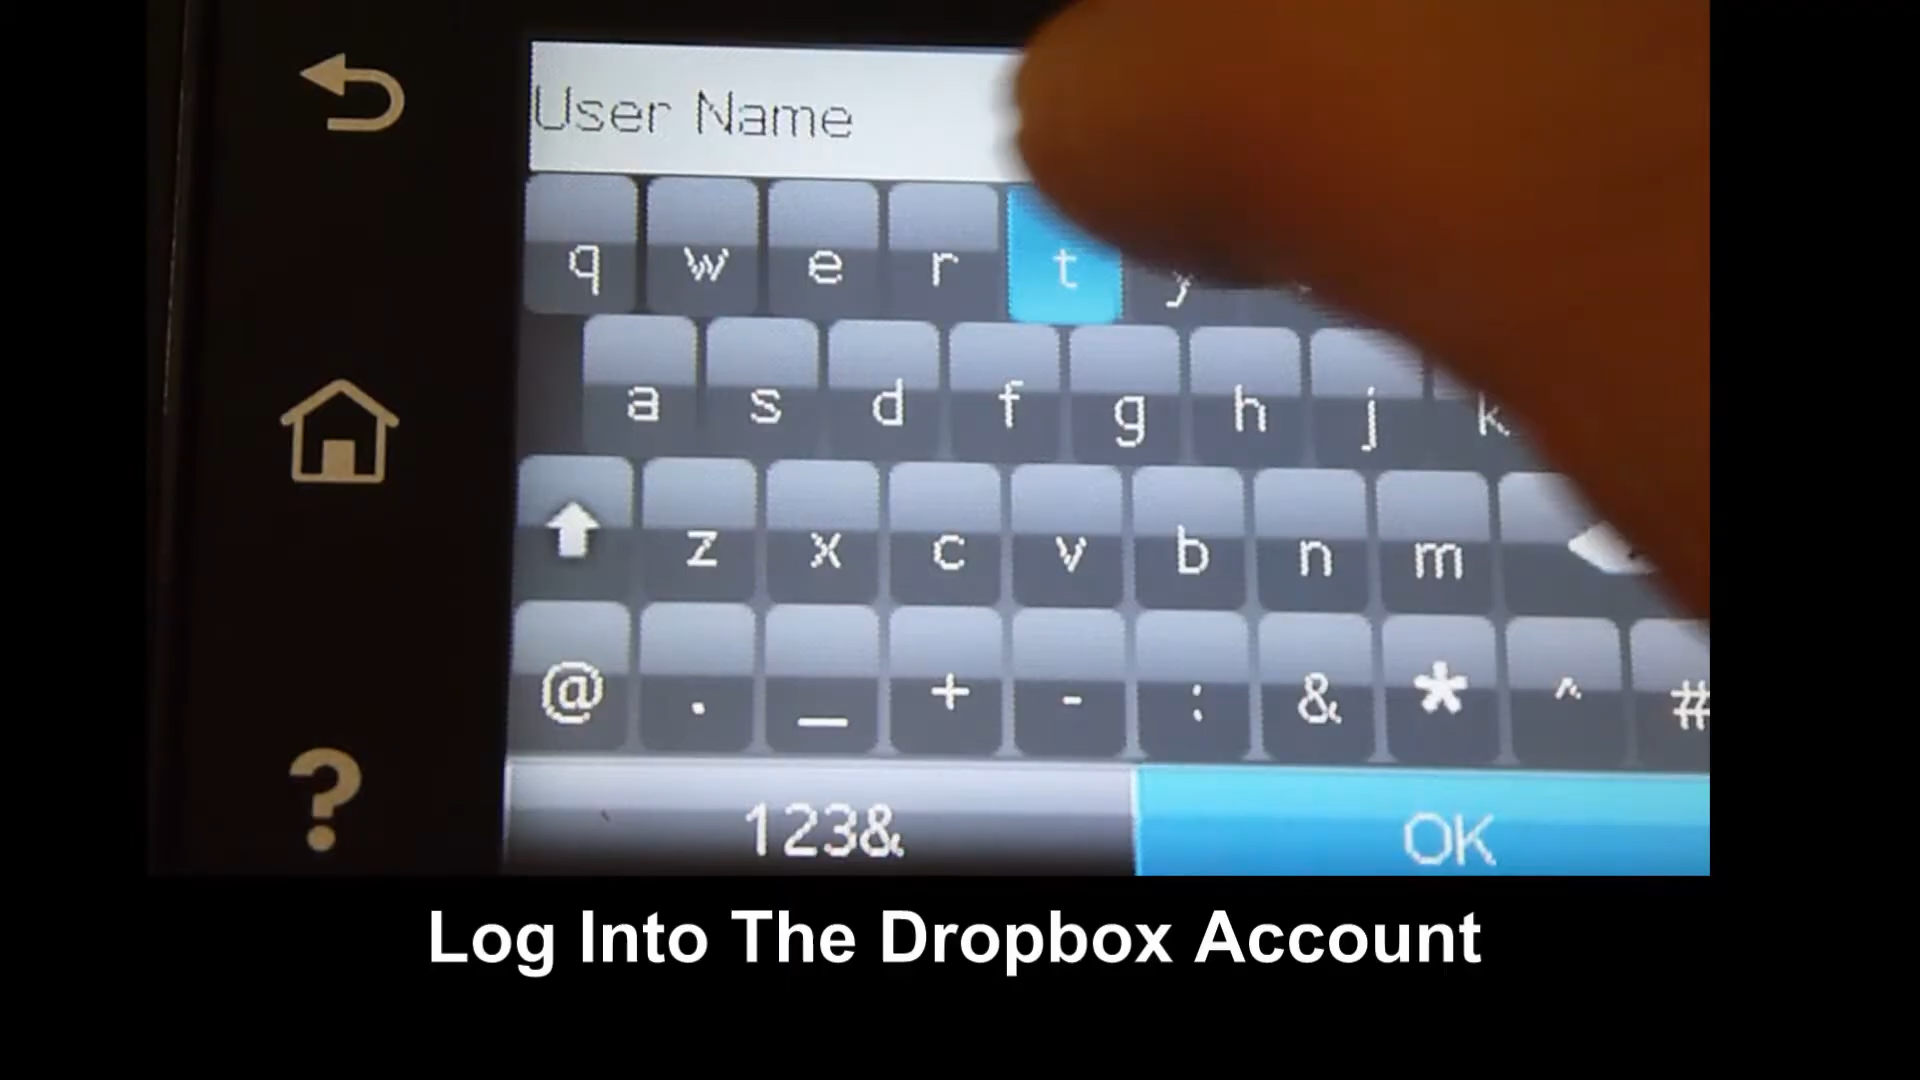 User Name
q w e r t y
a s d f g h j k
z x c v b n m
@ . _ + - : & * ^ #
123& OK
?
Log Into The Dropbox Account